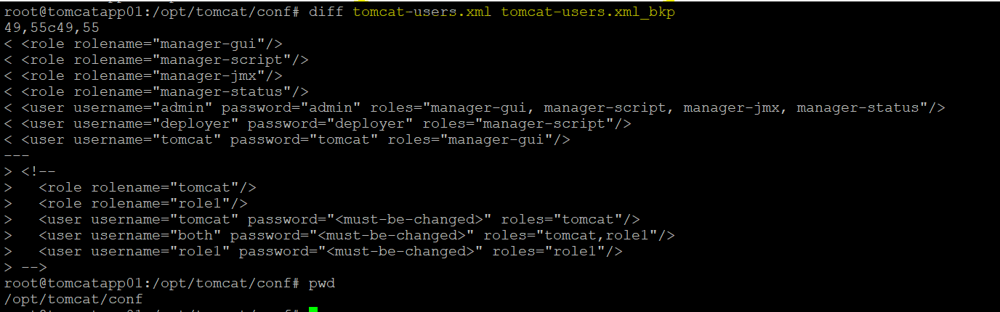 root@tomcatapp01:/opt/tomcat/conf# diff tomcat-users.xml tomcat-users.xml_bkp
49,55c49,55
< <role rolename="manager-gui"/>
< <role rolename="manager-script"/>
< <role rolename="manager-jmx"/>
< <role rolename="manager-status"/>
< <user username="admin" password="admin" roles="manager-gui, manager-script, manager-jmx, manager-status"/>
< <user username="deployer" password="deployer" roles="manager-script"/>
< <user username="tomcat" password="tomcat" roles="manager-gui"/>
---
> <!--
>   <role rolename="tomcat"/>
>   <role rolename="role1"/>
>   <user username="tomcat" password="<must-be-changed>" roles="tomcat"/>
>   <user username="both" password="<must-be-changed>" roles="tomcat,role1"/>
>   <user username="role1" password="<must-be-changed>" roles="role1"/>
> -->
root@tomcatapp01:/opt/tomcat/conf# pwd
/opt/tomcat/conf